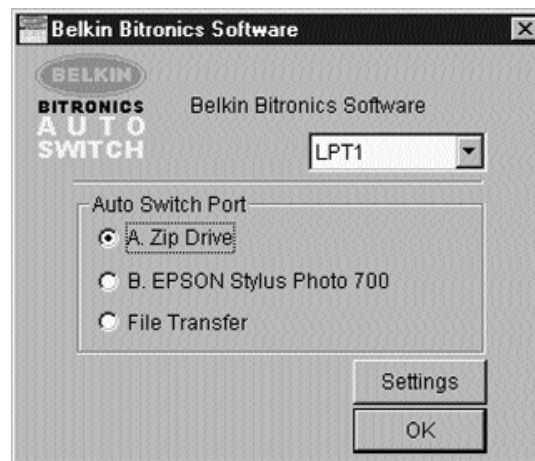 Belkin Bitronics Software
BELKIN
BITRONICS
AUTO
SWITCH
Belkin Bitronics Software
LPT1
Auto Switch Port
A. Zip Drive
B. EPSON Stylus Photo 700
File Transfer
Settings
OK